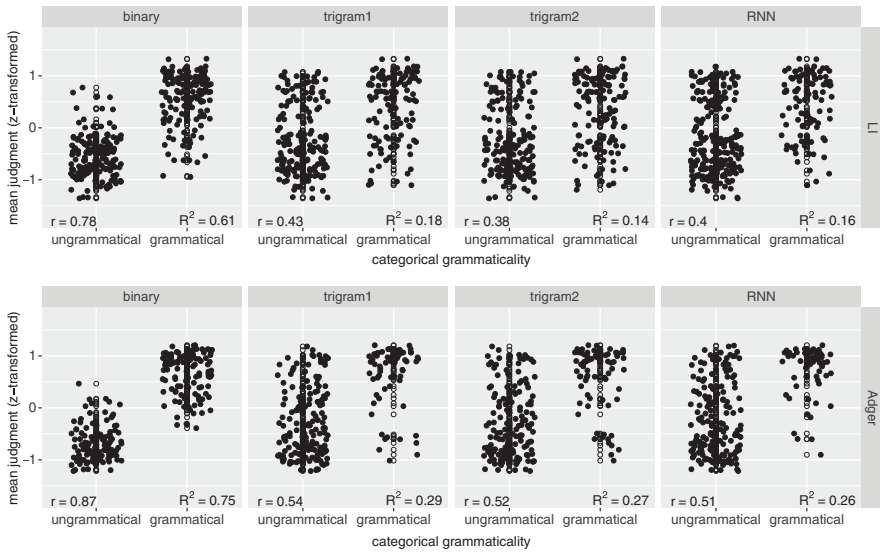 binary trigram1 trigram2 RNN
mean judgment (z-transformed)
1
0
−1
LI
r = 0.78 R² = 0.61 r = 0.43 R² = 0.18 r = 0.38 R² = 0.14 r = 0.4 R² = 0.16
ungrammatical grammatical ungrammatical grammatical ungrammatical grammatical ungrammatical grammatical
categorical grammaticality
binary trigram1 trigram2 RNN
mean judgment (z-transformed)
1
0
−1
Adger
r = 0.87 R² = 0.75 r = 0.54 R² = 0.29 r = 0.52 R² = 0.27 r = 0.51 R² = 0.26
ungrammatical grammatical ungrammatical grammatical ungrammatical grammatical ungrammatical grammatical
categorical grammaticality